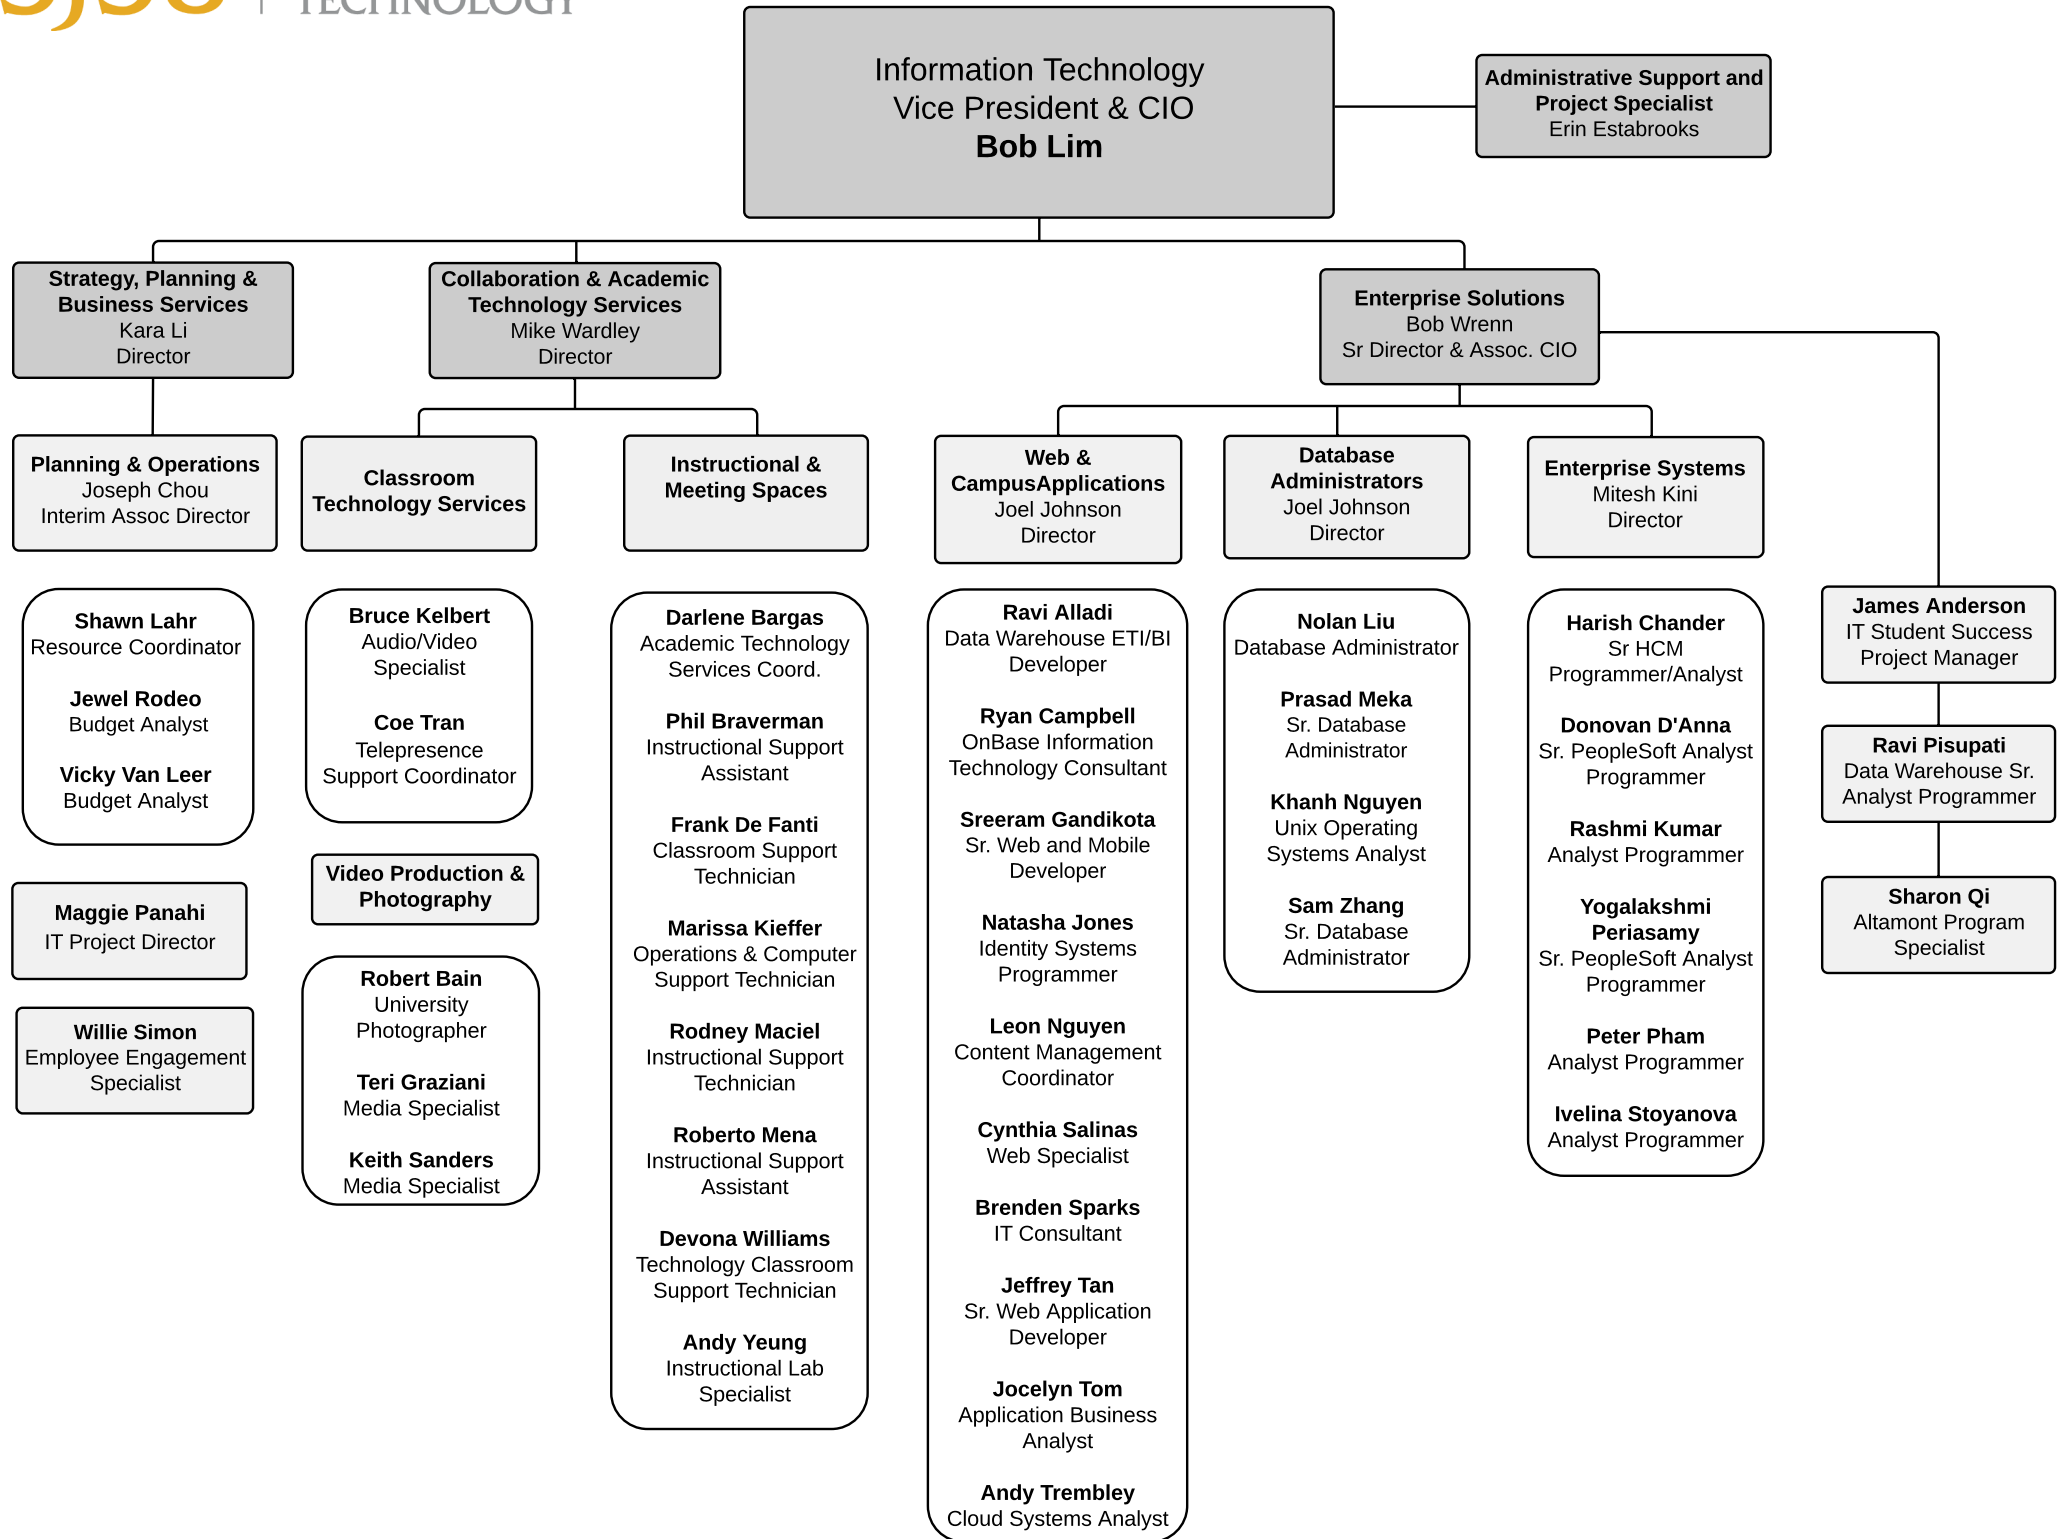 SJSU | TECHNOLOGY
Information Technology
Vice President & CIO
Bob Lim
Administrative Support and
Project Specialist
Erin Estabrooks
Strategy, Planning &
Business Services
Kara Li
Director
Collaboration & Academic
Technology Services
Mike Wardley
Director
Enterprise Solutions
Bob Wrenn
Sr Director & Assoc. CIO
Planning & Operations
Joseph Chou
Interim Assoc Director
Classroom
Technology Services
Instructional &
Meeting Spaces
Web &
CampusApplications
Joel Johnson
Director
Database
Administrators
Joel Johnson
Director
Enterprise Systems
Mitesh Kini
Director
Shawn Lahr
Resource Coordinator
Jewel Rodeo
Budget Analyst
Vicky Van Leer
Budget Analyst
Maggie Panahi
IT Project Director
Willie Simon
Employee Engagement
Specialist
Bruce Kelbert
Audio/Video
Specialist
Coe Tran
Telepresence
Support Coordinator
Video Production &
Photography
Robert Bain
University
Photographer
Teri Graziani
Media Specialist
Keith Sanders
Media Specialist
Darlene Bargas
Academic Technology
Services Coord.
Phil Braverman
Instructional Support
Assistant
Frank De Fanti
Classroom Support
Technician
Marissa Kieffer
Operations & Computer
Support Technician
Rodney Maciel
Instructional Support
Technician
Roberto Mena
Instructional Support
Assistant
Devona Williams
Technology Classroom
Support Technician
Andy Yeung
Instructional Lab
Specialist
Ravi Alladi
Data Warehouse ETI/BI
Developer
Ryan Campbell
OnBase Information
Technology Consultant
Sreeram Gandikota
Sr. Web and Mobile
Developer
Natasha Jones
Identity Systems
Programmer
Leon Nguyen
Content Management
Coordinator
Cynthia Salinas
Web Specialist
Brenden Sparks
IT Consultant
Jeffrey Tan
Sr. Web Application
Developer
Jocelyn Tom
Application Business
Analyst
Andy Trembley
Cloud Systems Analyst
Nolan Liu
Database Administrator
Prasad Meka
Sr. Database
Administrator
Khanh Nguyen
Unix Operating
Systems Analyst
Sam Zhang
Sr. Database
Administrator
Harish Chander
Sr HCM
Programmer/Analyst
Donovan D'Anna
Sr. PeopleSoft Analyst
Programmer
Rashmi Kumar
Analyst Programmer
Yogalakshmi
Periasamy
Sr. PeopleSoft Analyst
Programmer
Peter Pham
Analyst Programmer
Ivelina Stoyanova
Analyst Programmer
James Anderson
IT Student Success
Project Manager
Ravi Pisupati
Data Warehouse Sr.
Analyst Programmer
Sharon Qi
Altamont Program
Specialist